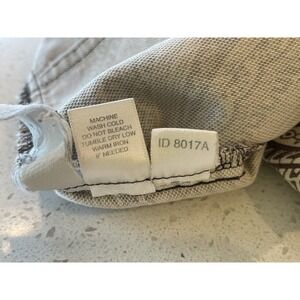 MACHINE
WASH COLD
DO NOT BLEACH
TUMBLE DRY LOW
WARM IRON
IF NEEDED
ID 8017A